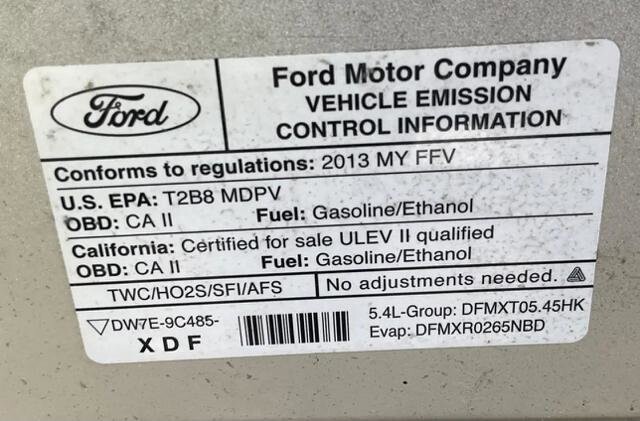 Ford
Ford Motor Company
VEHICLE EMISSION
CONTROL INFORMATION
Conforms to regulations: 2013 MY FFV
U.S. EPA: T2B8 MDPV
OBD: CA II Fuel: Gasoline/Ethanol
California: Certified for sale ULEV II qualified
OBD: CA II Fuel: Gasoline/Ethanol
TWC/HO2S/SFI/AFS No adjustments needed.
DW7E-9C485- 5.4L-Group: DFMXT05.45HK
XDF Evap: DFMXR0265NBD